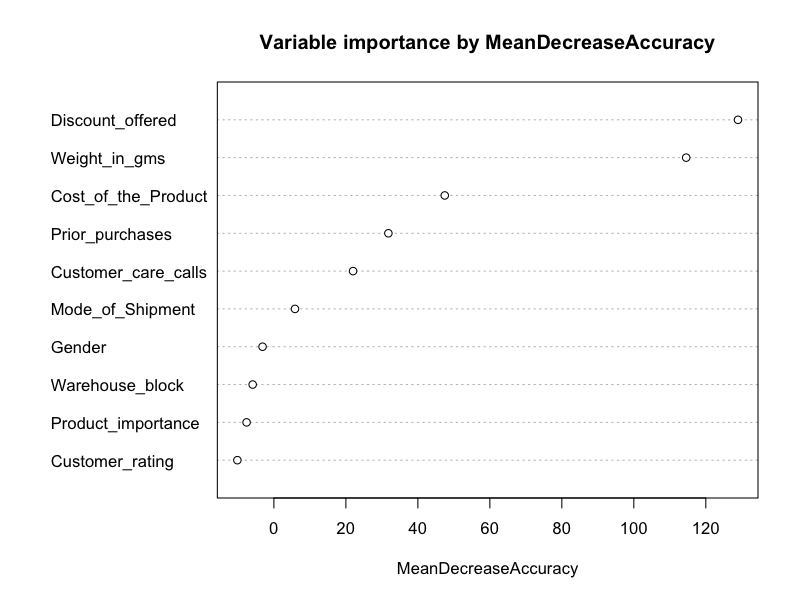 Variable importance by MeanDecreaseAccuracy
Discount_offered
Weight_in_gms
Cost_of_the_Product
Prior_purchases
Customer_care_calls
Mode_of_Shipment
Gender
Warehouse_block
Product_importance
Customer_rating
0 20 40 60 80 100 120
MeanDecreaseAccuracy